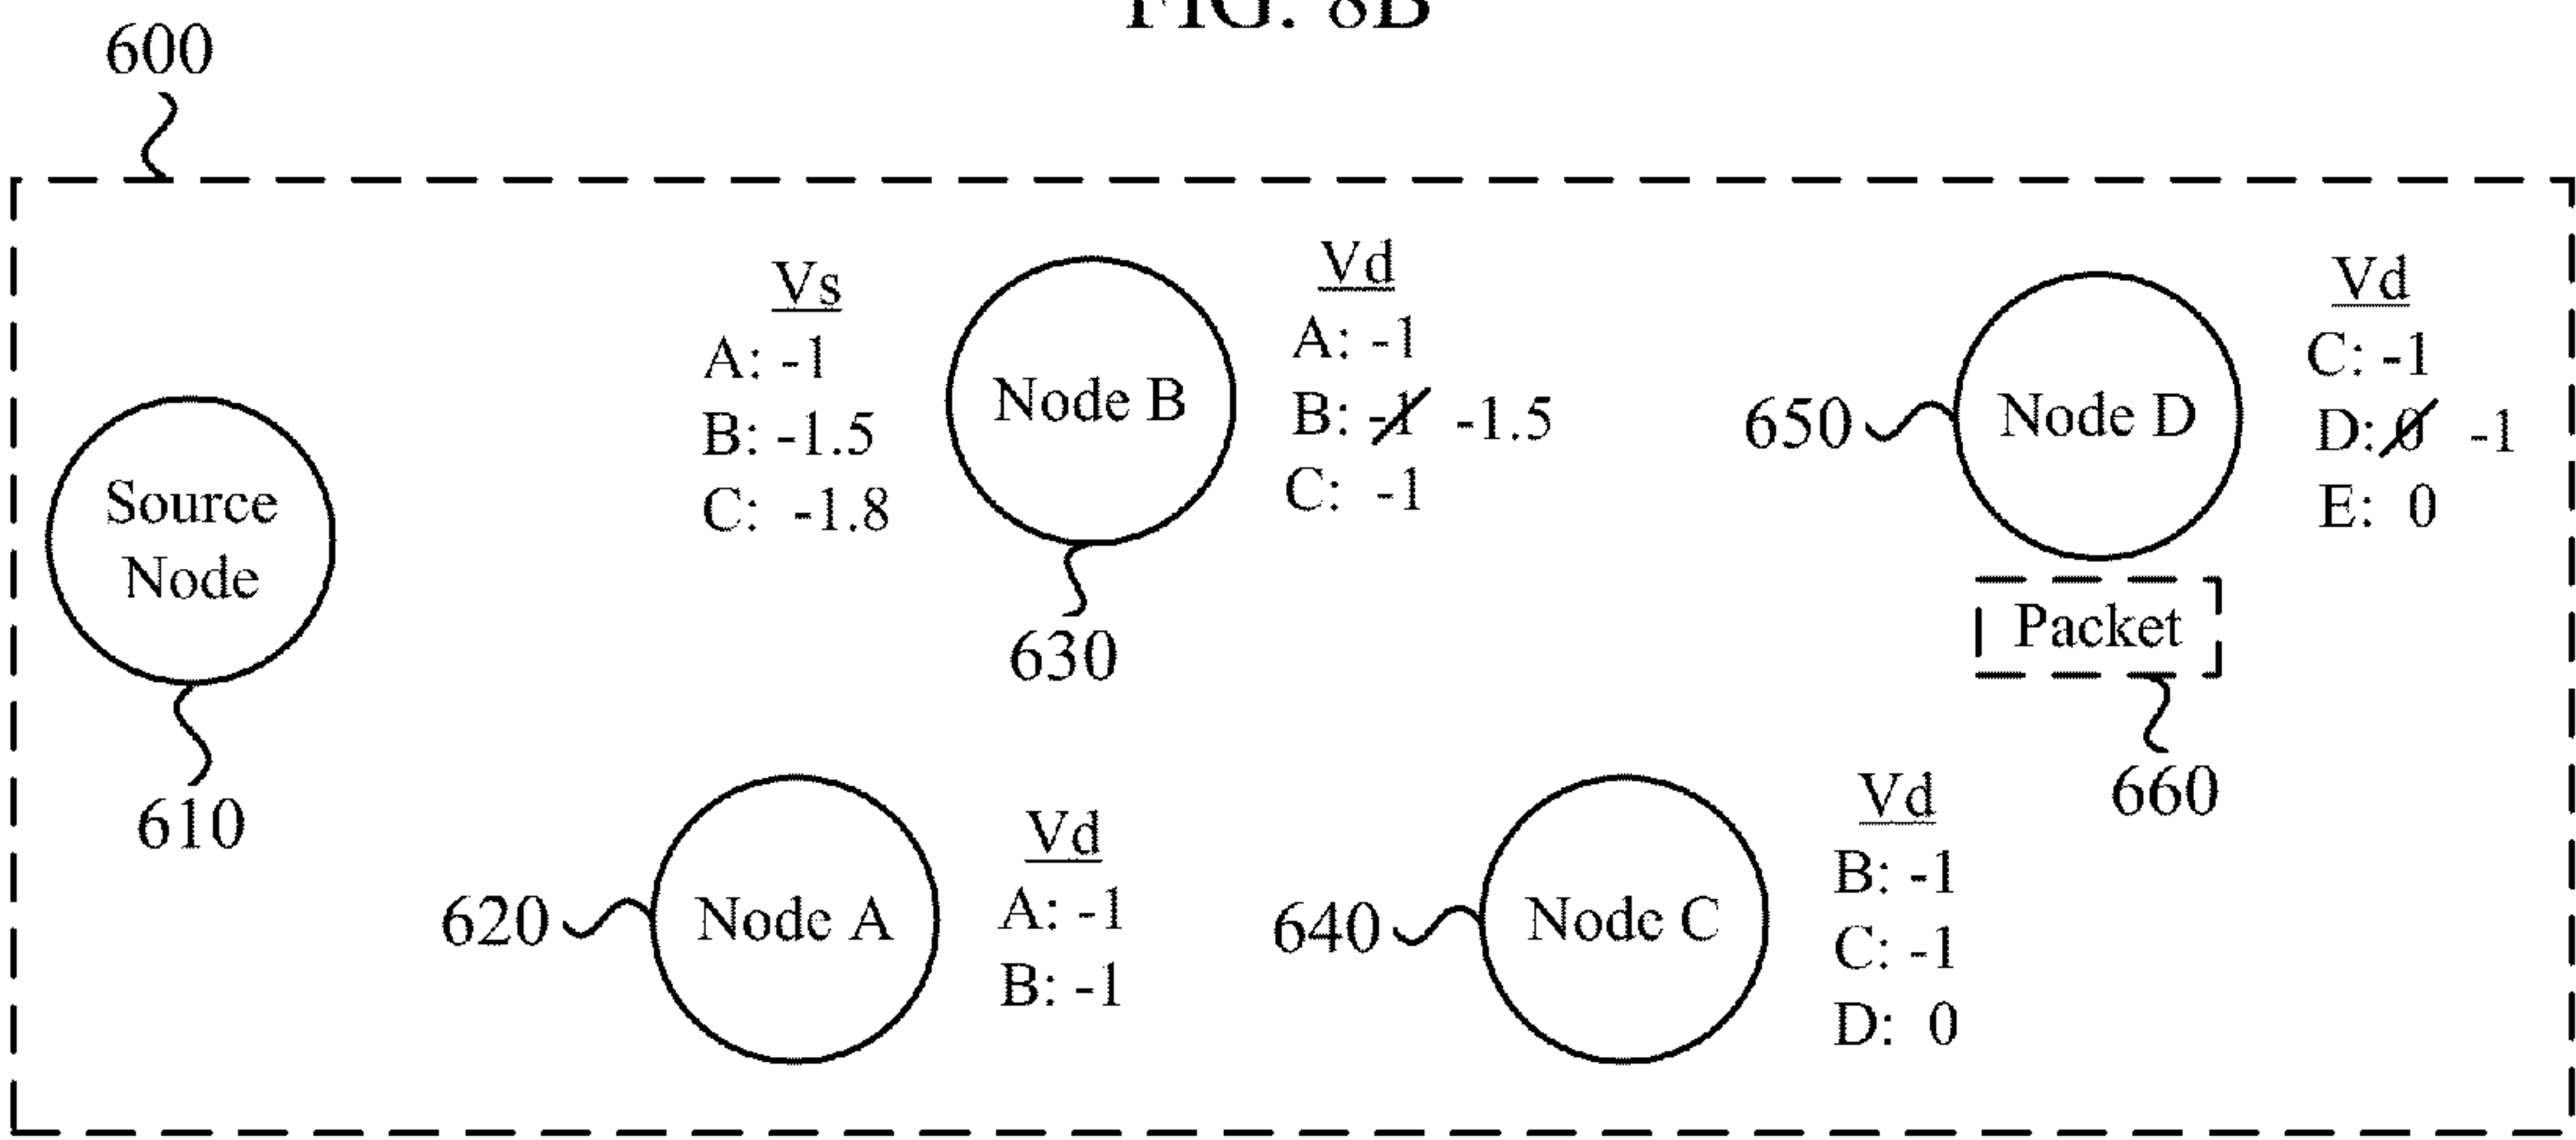 FIG. 8B
600
Vs
A: -1
B: -1.5
C: -1.8
Node B
Vd
A: -1
B: -1 -1.5
C: -1
630
650
Node D
Vd
C: -1
D: 0 -1
E: 0
Packet
660
Source
Node
610
620
Node A
Vd
A: -1
B: -1
640
Node C
Vd
B: -1
C: -1
D: 0